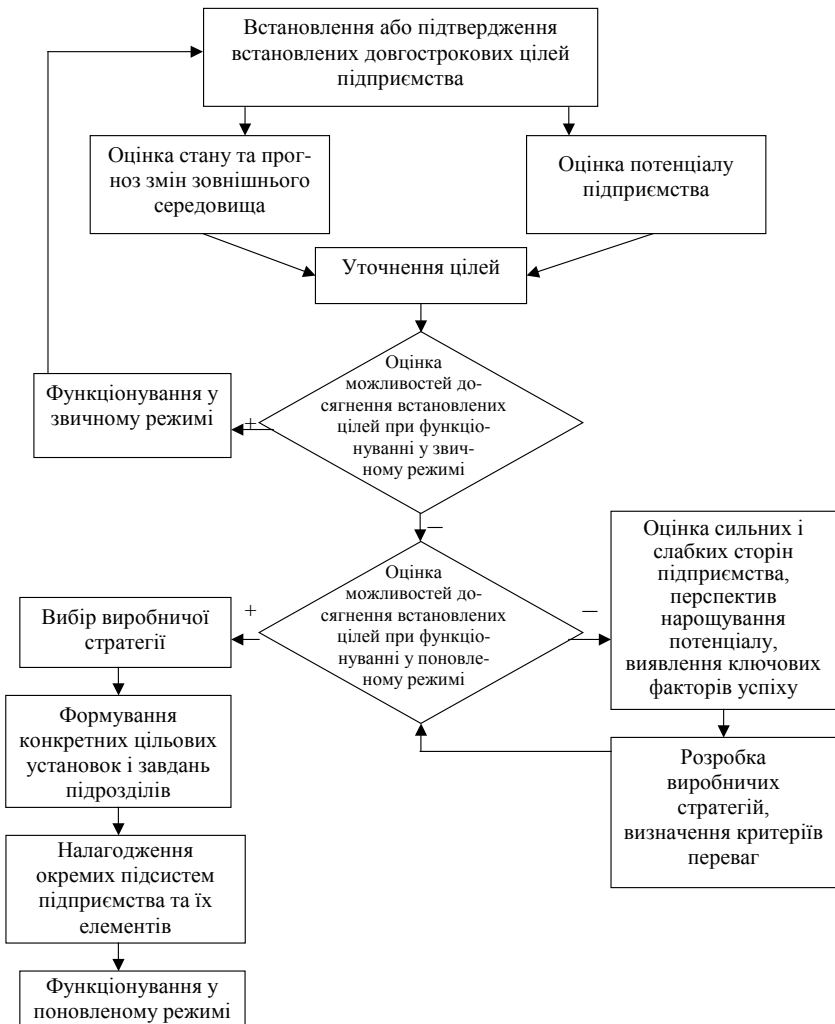 Встановлення або підтвердження
встановлених довгострокових цілей
підприємства
Оцінка стану та прог-
ноз змін зовнішнього
середовища
Оцінка потенціалу
підприємства
Уточнення цілей
Оцінка
можливостей до-
сягнення встановлених
цілей при функціо-
нуванні у звич-
ному режимі
Функціонування у
звичному режимі
+
–
Оцінка
можливостей до-
сягнення встановлених
цілей при функціо-
нуванні у поновле-
ному режимі
+
–
Вибір виробничої
стратегії
Оцінка сильних і
слабких сторін
підприємства,
перспектив
нарощування
потенціалу,
виявлення ключових
факторів успіху
Формування
конкретних цільових
установок і завдань
підрозділів
Розробка
виробничих
стратегій,
визначення критеріїв
переваг
Налагодження
окремих підсистем
підприємства та їх
елементів
Функціонування у
поновленому режимі